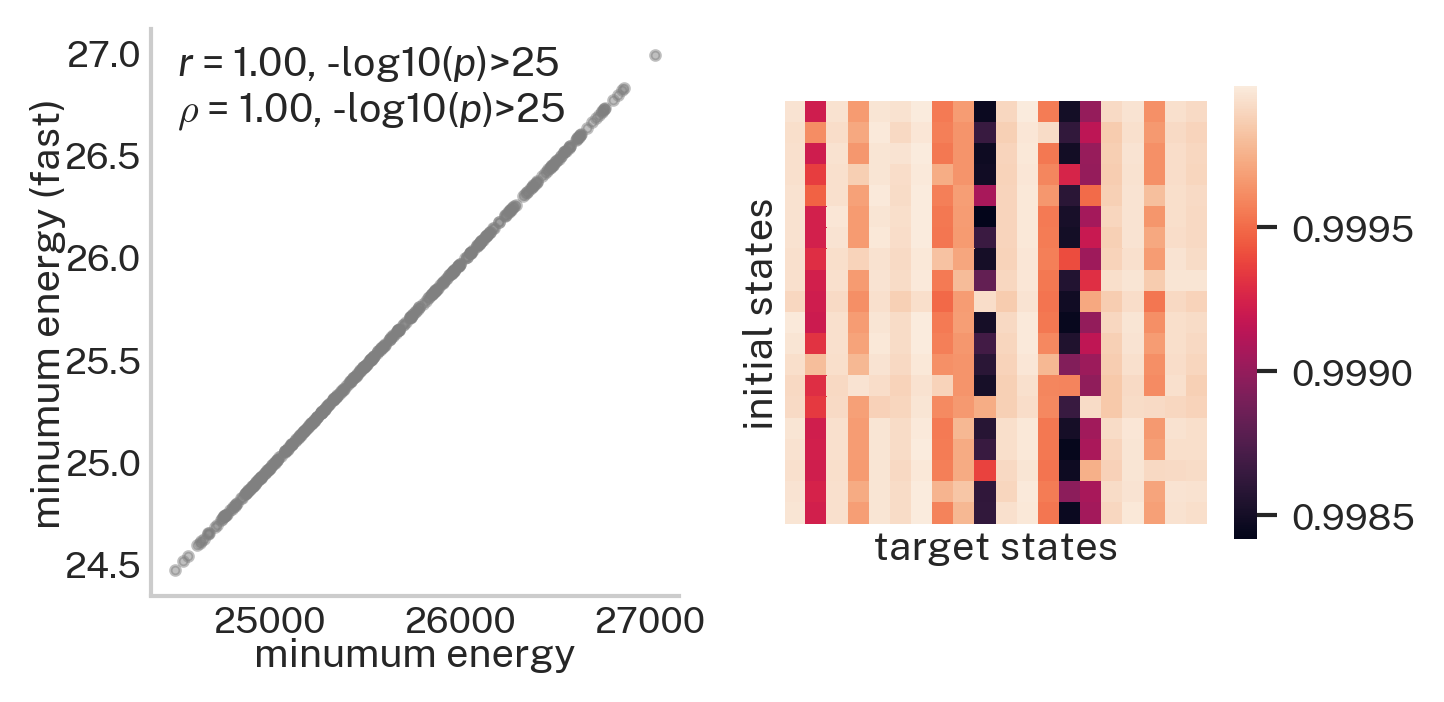 r = 1.00, -log10(p)>25
ρ = 1.00, -log10(p)>25
minumum energy (fast)
27.0
26.5
26.0
25.5
25.0
24.5
25000 26000 27000
minumum energy
initial states
target states
0.9995
0.9990
0.9985